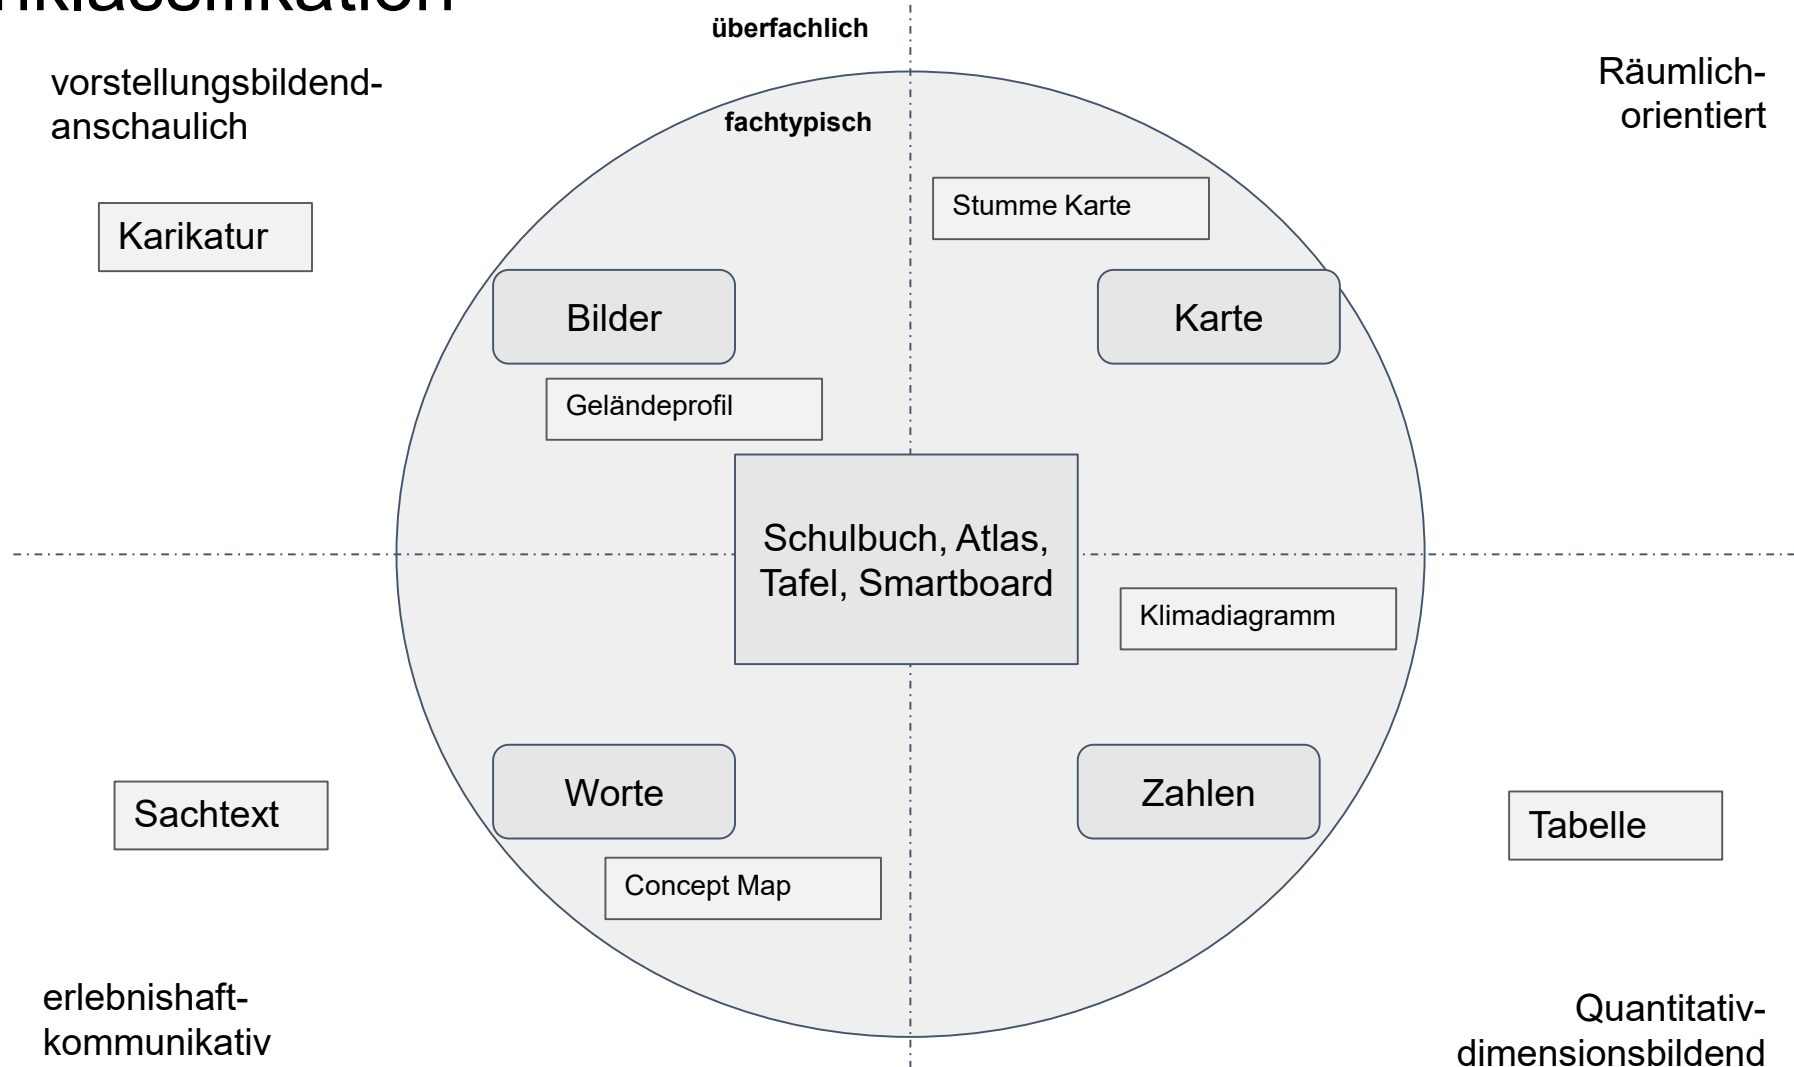 überfachlich
vorstellungsbildend-
anschaulich
Räumlich-
orientiert
fachtypisch
Stumme Karte
Karikatur
Bilder
Karte
Geländeprofil
Schulbuch, Atlas,
Tafel, Smartboard
Klimadiagramm
Worte
Zahlen
Sachtext
Tabelle
Concept Map
erlebnishaft-
kommunikativ
Quantitativ-
dimensionsbildend